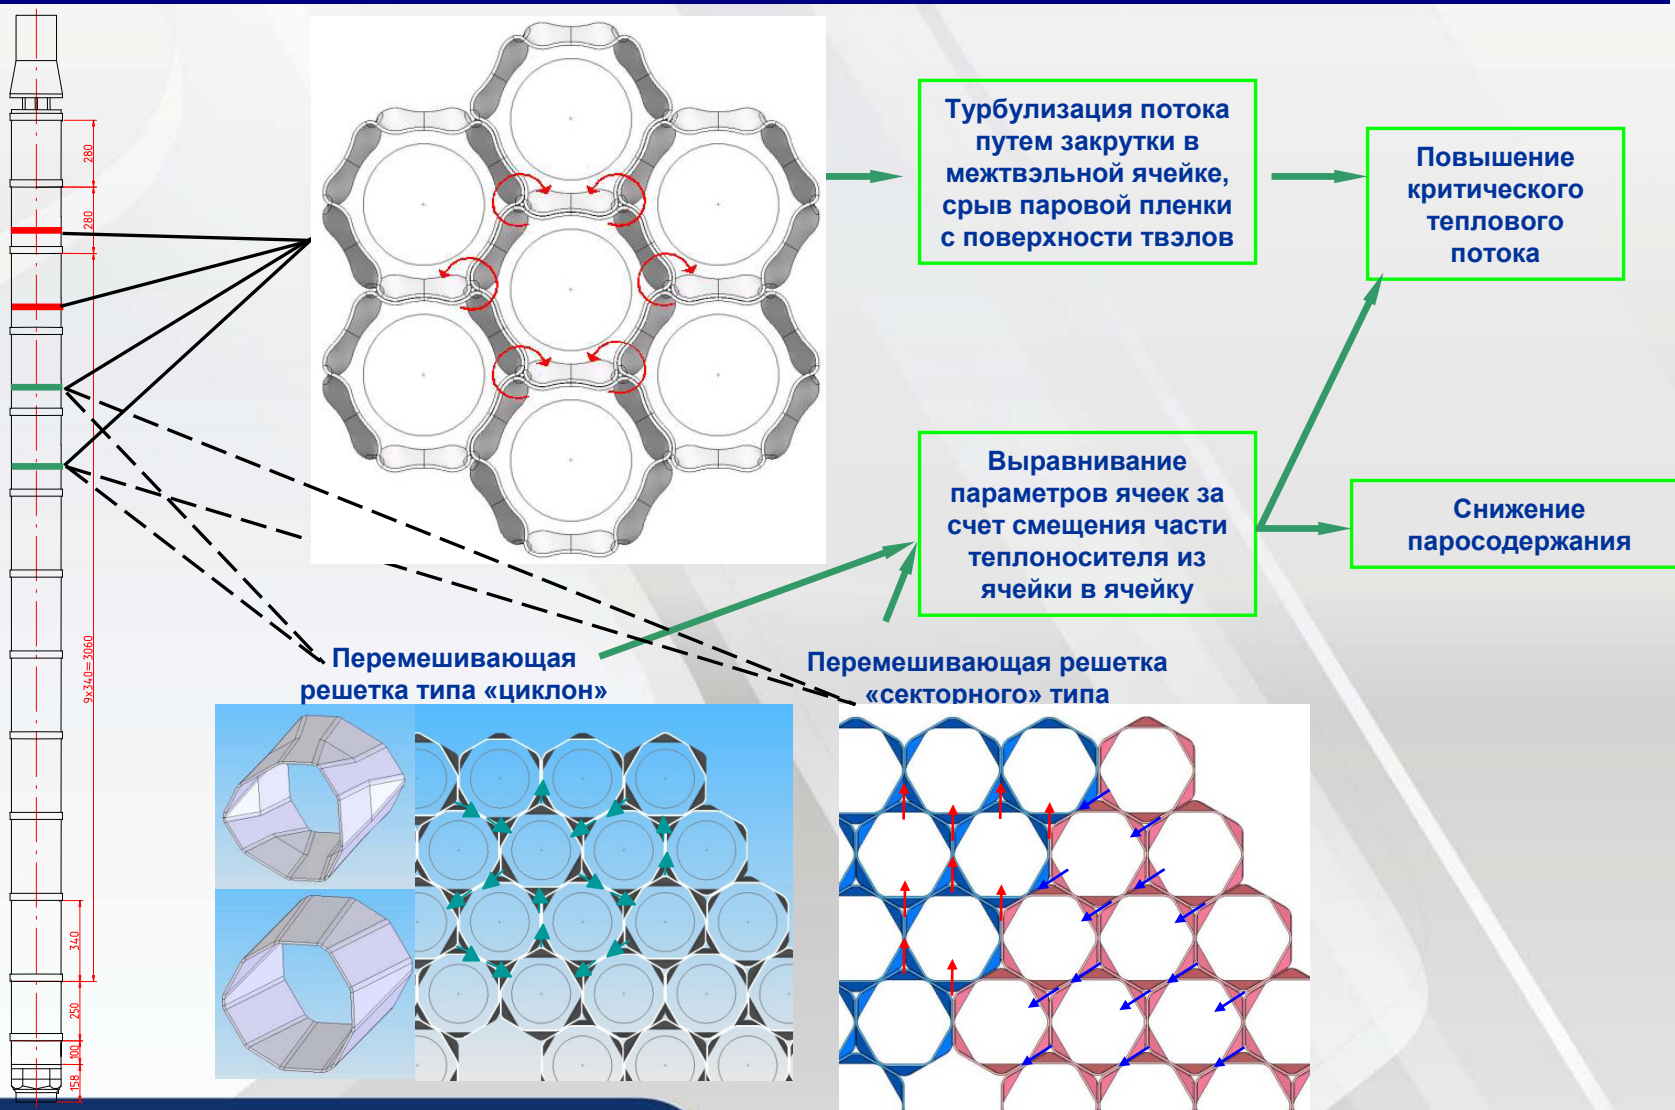 280
280
9x340=3060
340
250
100
158
Турбулизация потока
путем закрутки в
межтвэльной ячейке,
срыв паровой пленки
с поверхности твэлов
Повышение
критического
теплового
потока
Выравнивание
параметров ячеек за
счет смещения части
теплоносителя из
ячейки в ячейку
Снижение
паросодержания
Перемешивающая
решетка типа «циклон»
Перемешивающая решетка
«секторного» типа